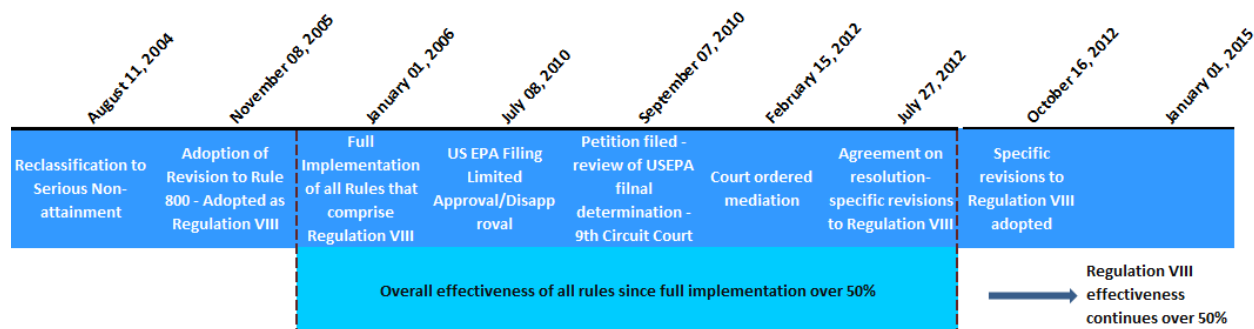 August 11, 2004
November 08, 2005
January 01, 2006
July 08, 2010
September 07, 2010
February 15, 2012
July 27, 2012
October 16, 2012
January 01, 2015
Reclassification to
Serious Non-
attainment
Adoption of
Revision to Rule
800 - Adopted as
Regulation VIII
Full
Implementation
of all Rules that
comprise
Regulation VIII
US EPA Filing
Limited
Approval/Disapp
roval
Petition filed -
review of USEPA
filnal
determination -
9th Circuit Court
Court ordered
mediation
Agreement on
resolution-
specific revisions
to Regulation VIII
Specific
revisions to
Regulation VIII
adopted
Overall effectiveness of all rules since full implementation over 50%
Regulation VIII
effectiveness
continues over 50%